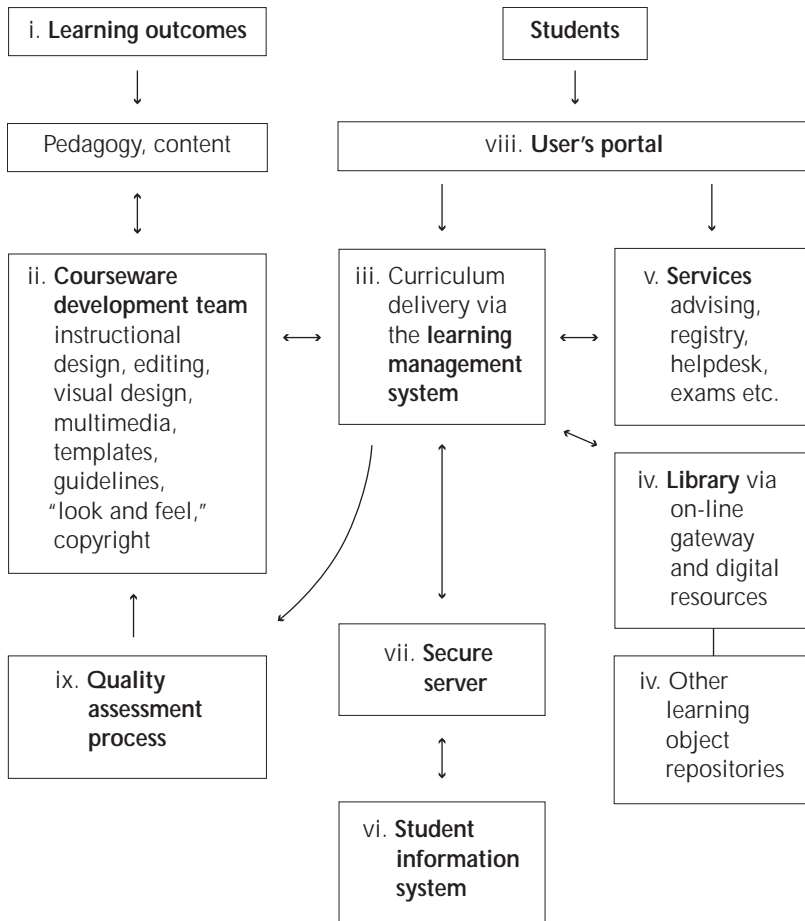 i. Learning outcomes
Students
Pedagogy, content
viii. User's portal
ii. Courseware
development team
instructional
design, editing,
visual design,
multimedia,
templates,
guidelines,
“look and feel,”
copyright
iii. Curriculum
delivery via
the learning
management
system
v. Services
advising,
registry,
helpdesk,
exams etc.
iv. Library via
on-line
gateway
and digital
resources
ix. Quality
assessment
process
vii. Secure
server
iv. Other
learning
object
repositories
vi. Student
information
system